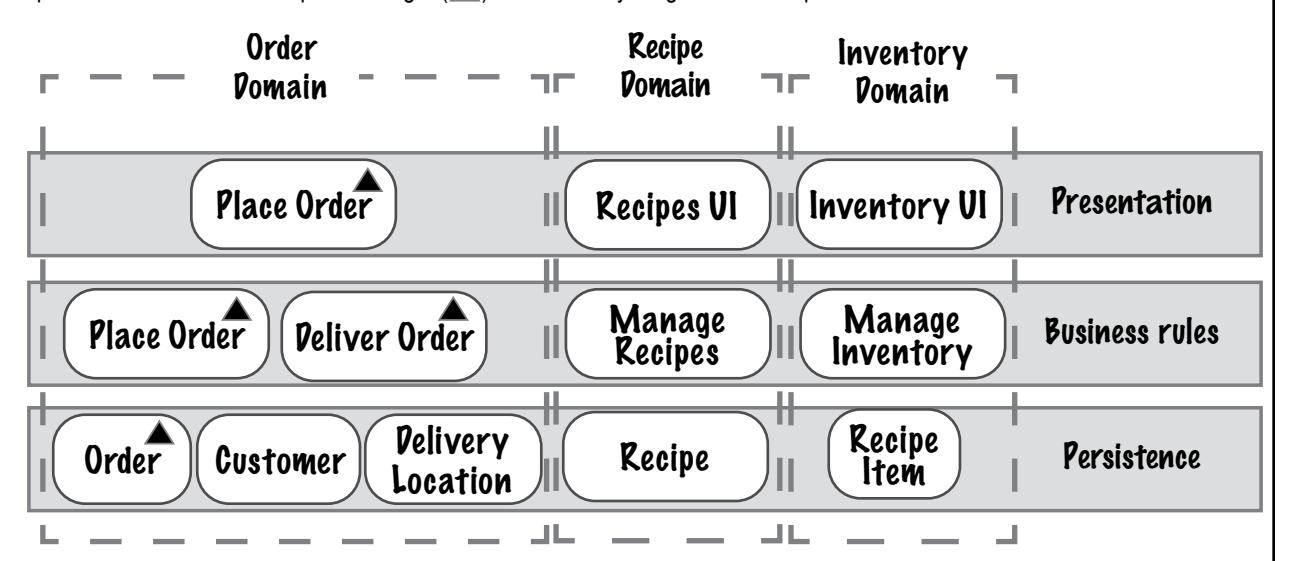 Order
Domain
Recipe
Domain
Inventory
Domain
Place Order
Recipes UI
Inventory UI
Presentation
Place Order
Deliver Order
Manage
Recipes
Manage
Inventory
Business rules
Order
Customer
Delivery
Location
Recipe
Recipe
Item
Persistence